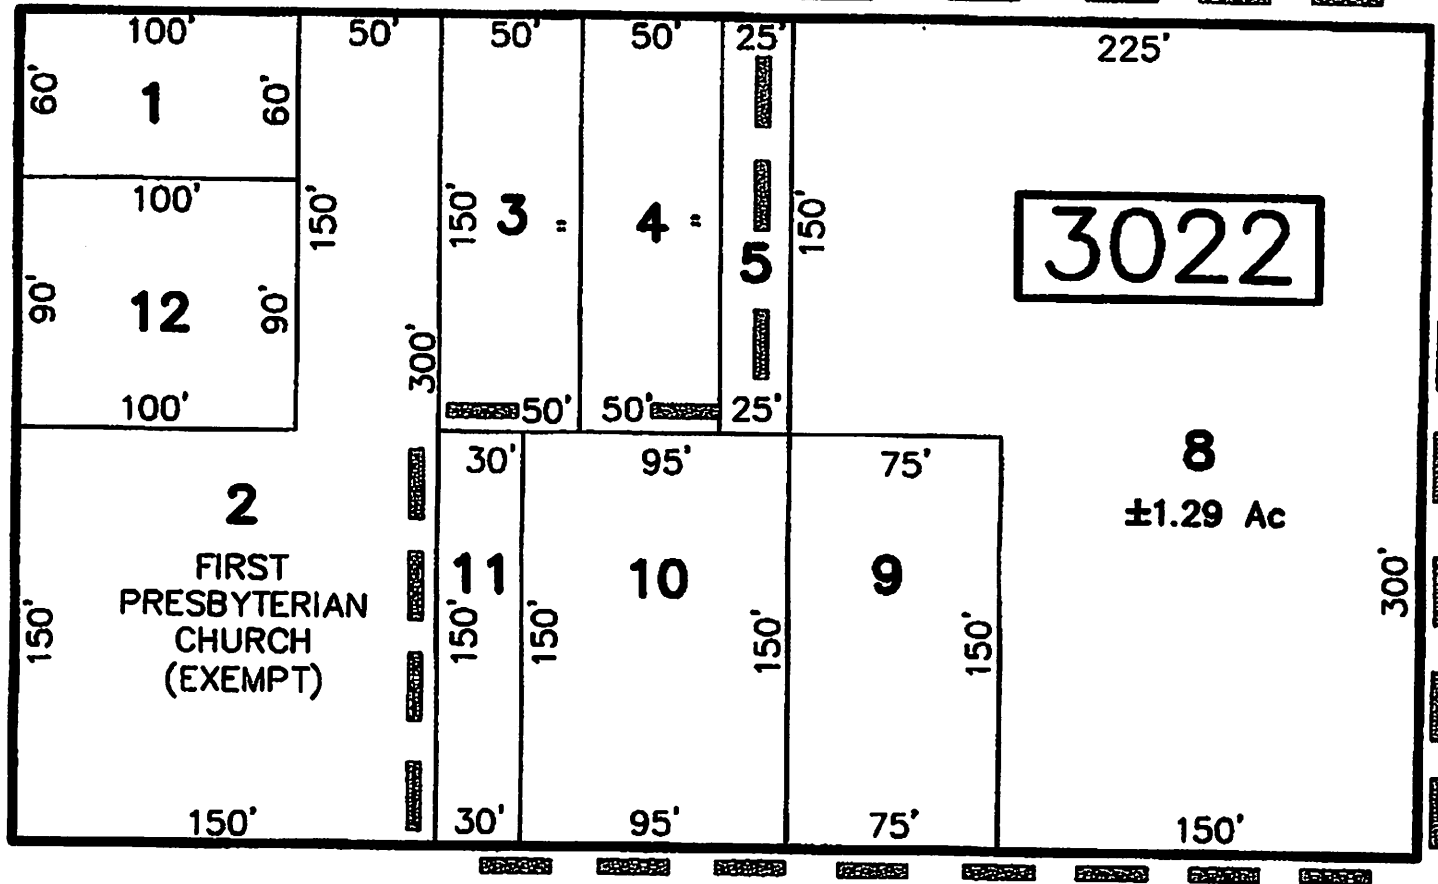 100' 50' 50' 50' 25' 225'
60' 1 60'
100'
150' 150' 3 " 4 " 5 150' 3022
90' 12 90'
300'
100' 50' 50' 25'
30' 95' 75' 8
±1.29 Ac
2
FIRST
PRESBYTERIAN
CHURCH
(EXEMPT)
11 10 9
150' 150' 150' 150' 150' 300'
150' 30' 95' 75' 150'